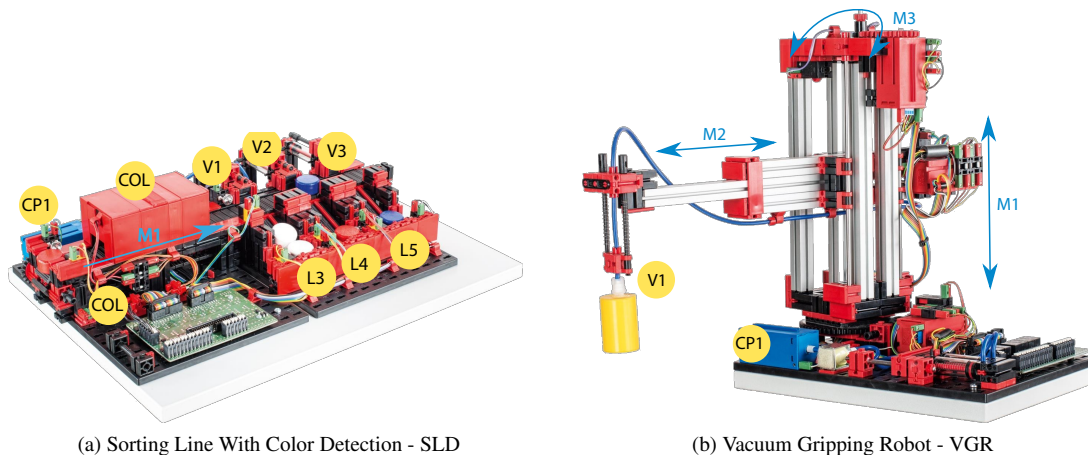 CP1
COL
V1
V2
V3
M1
COL
L3
L4
L5
(a) Sorting Line With Color Detection - SLD
M3
M2
M1
V1
CP1
(b) Vacuum Gripping Robot - VGR